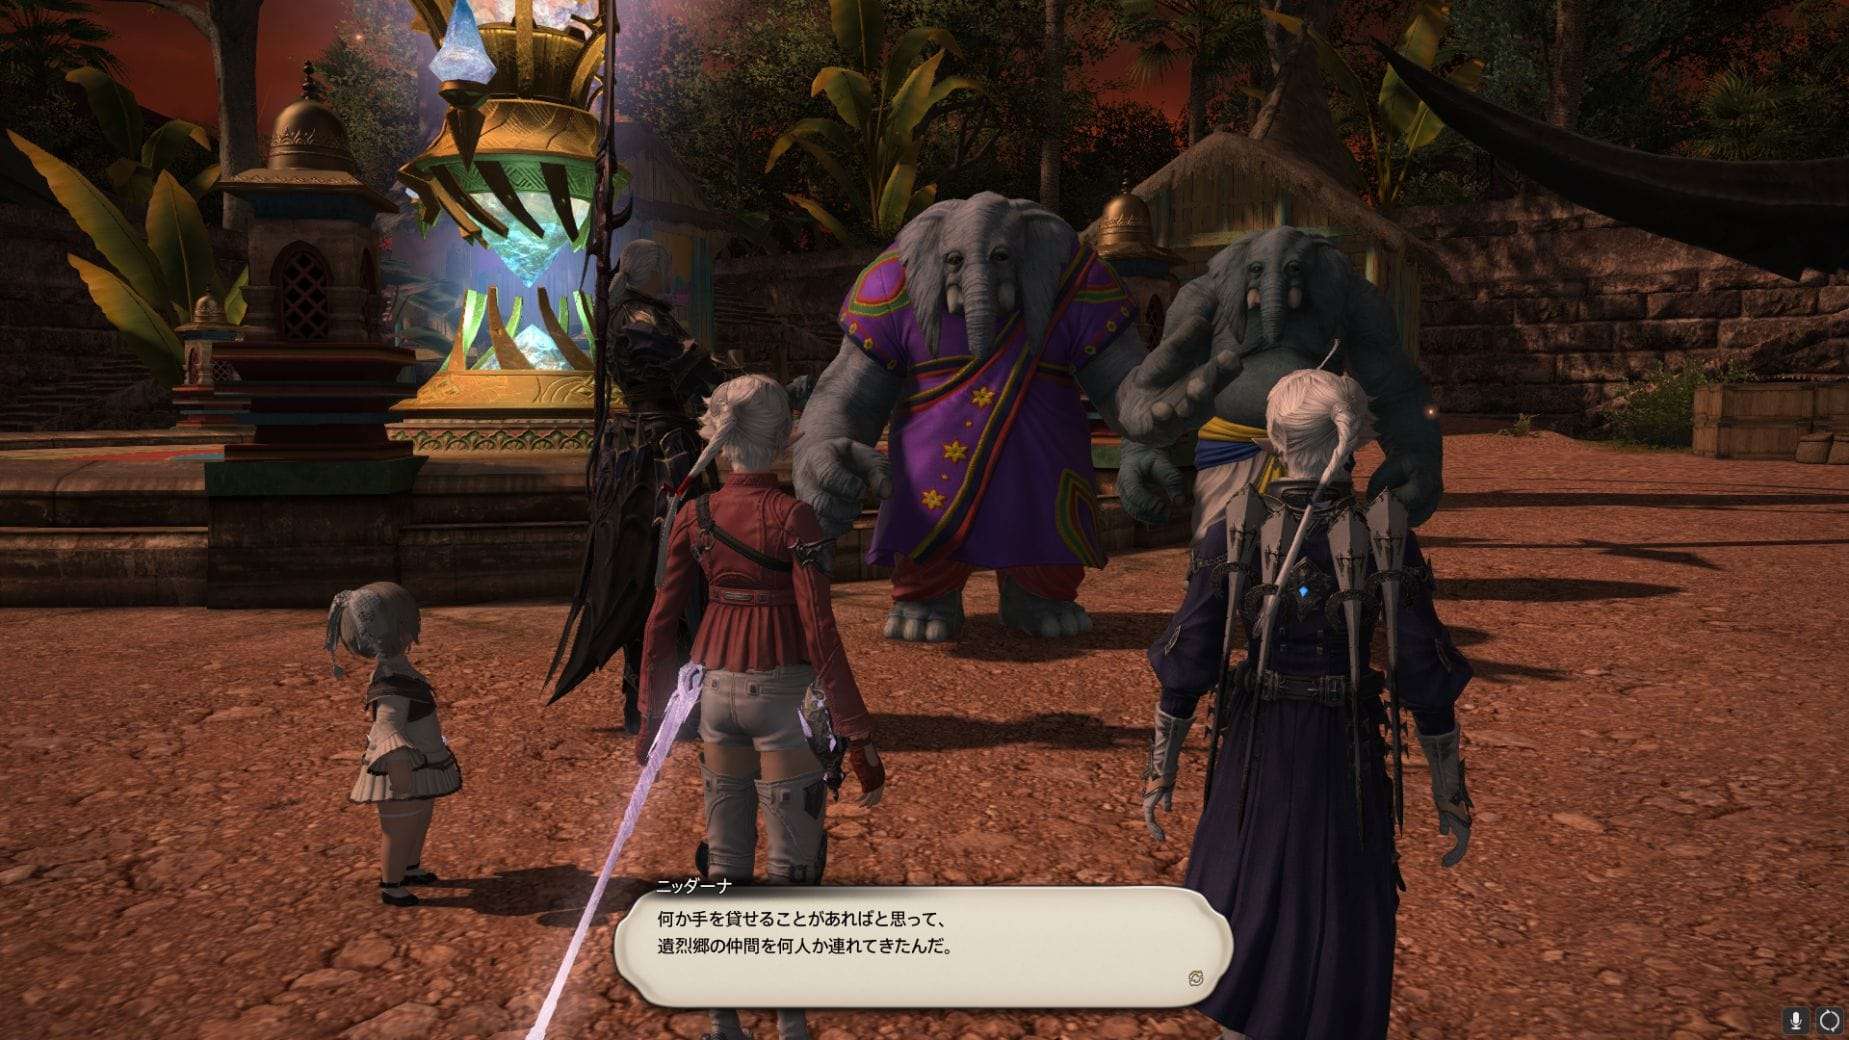 ニッダーナ
何か手を貸せることがあればと思って、
遺烈郷の仲間を何人か連れてきたんだ。